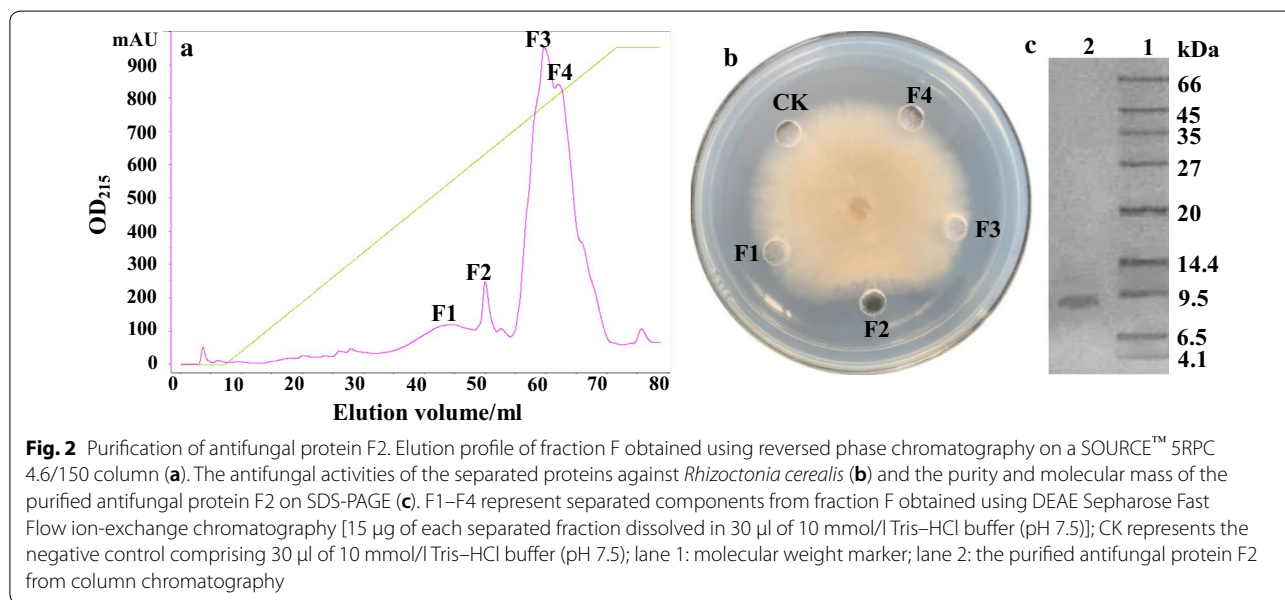 a
mAU
900
800
700
600
500
400
300
200
100
0
OD215
F1
F2
F3
F4
0 10 20 30 40 50 60 70 80
Elution volume/ml
b
CK
F4
F3
F2
F1
c
2 1 kDa
66
45
35
27
20
14.4
9.5
6.5
4.1
Fig. 2 Purification of antifungal protein F2. Elution profile of fraction F obtained using reversed phase chromatography on a SOURCE™ 5RPC
4.6/150 column (a). The antifungal activities of the separated proteins against Rhizoctonia cerealis (b) and the purity and molecular mass of the
purified antifungal protein F2 on SDS-PAGE (c). F1–F4 represent separated components from fraction F obtained using DEAE Sepharose Fast
Flow ion-exchange chromatography [15 μg of each separated fraction dissolved in 30 μl of 10 mmol/l Tris–HCl buffer (pH 7.5)]; CK represents the
negative control comprising 30 μl of 10 mmol/l Tris–HCl buffer (pH 7.5); lane 1: molecular weight marker; lane 2: the purified antifungal protein F2
from column chromatography